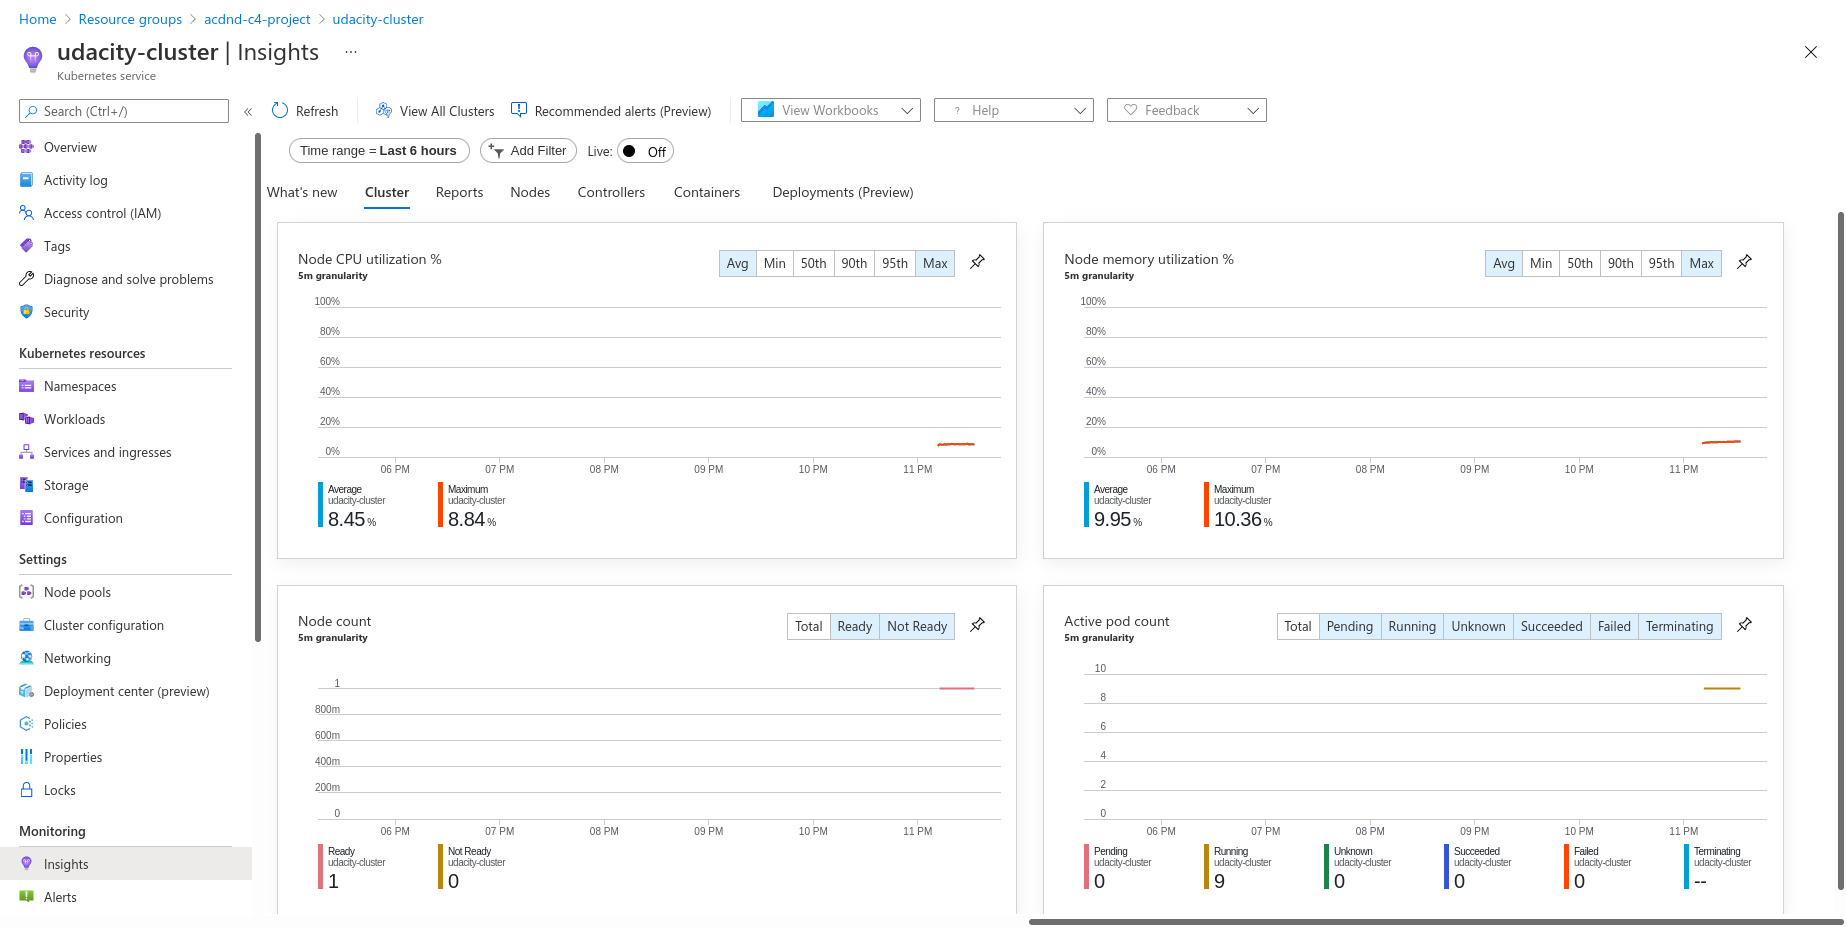 Home > Resource groups > acdnd-c4-project > udacity-cluster
udacity-cluster | Insights ...
Kubernetes service
Search (Ctrl+/)
«
Refresh
View All Clusters
Recommended alerts (Preview)
View Workbooks
? Help
Feedback
Time range = Last 6 hours
Add Filter
Live: Off
What's new
Cluster
Reports
Nodes
Controllers
Containers
Deployments (Preview)
Overview
Activity log
Access control (IAM)
Tags
Diagnose and solve problems
Security
Kubernetes resources
Namespaces
Workloads
Services and ingresses
Storage
Configuration
Settings
Node pools
Cluster configuration
Networking
Deployment center (preview)
Policies
Properties
Locks
Monitoring
Insights
Alerts
Node CPU utilization %
5m granularity
Avg Min 50th 90th 95th Max
100%
80%
60%
40%
20%
0%
06 PM 07 PM 08 PM 09 PM 10 PM 11 PM
Average
udacity-cluster
8.45 %
Maximum
udacity-cluster
8.84 %
Node memory utilization %
5m granularity
Avg Min 50th 90th 95th Max
100%
80%
60%
40%
20%
0%
06 PM 07 PM 08 PM 09 PM 10 PM 11 PM
Average
udacity-cluster
9.95 %
Maximum
udacity-cluster
10.36 %
Node count
5m granularity
Total Ready Not Ready
1
800m
600m
400m
200m
0
06 PM 07 PM 08 PM 09 PM 10 PM 11 PM
Ready
udacity-cluster
1
Not Ready
udacity-cluster
0
Active pod count
5m granularity
Total Pending Running Unknown Succeeded Failed Terminating
10
8
6
4
2
0
06 PM 07 PM 08 PM 09 PM 10 PM 11 PM
Pending
udacity-cluster
0
Running
udacity-cluster
9
Unknown
udacity-cluster
0
Succeeded
udacity-cluster
0
Failed
udacity-cluster
0
Terminating
udacity-cluster
--